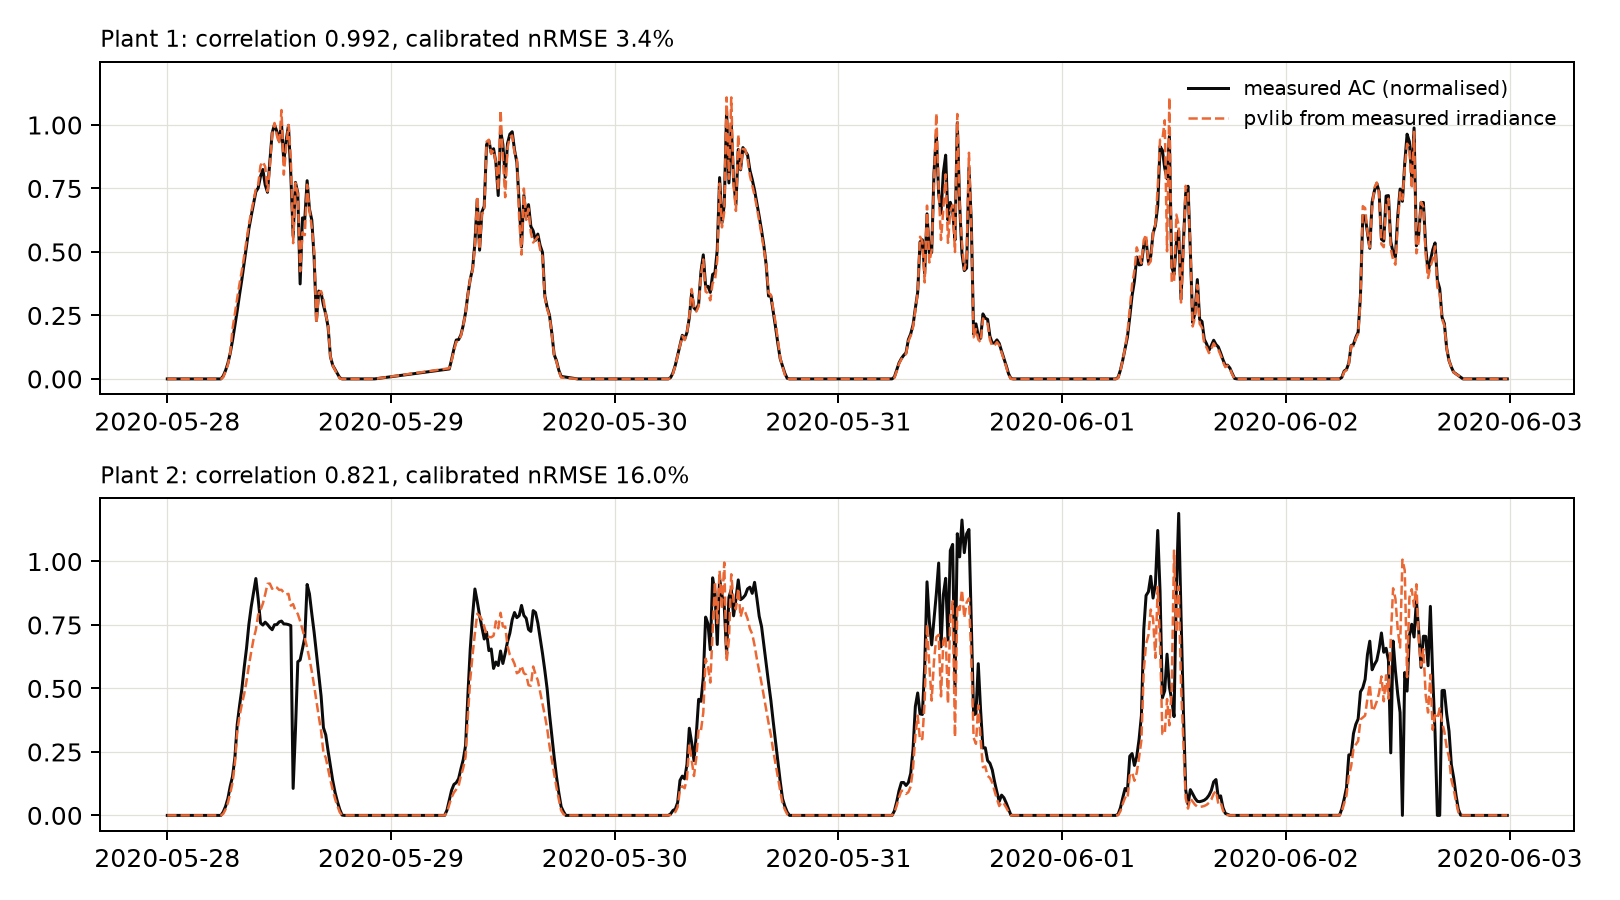 Plant 1: correlation 0.992, calibrated nRMSE 3.4%
measured AC (normalised)
pvlib from measured irradiance
1.00
0.75
0.50
0.25
0.00
2020-05-28 2020-05-29 2020-05-30 2020-05-31 2020-06-01 2020-06-02 2020-06-03
Plant 2: correlation 0.821, calibrated nRMSE 16.0%
1.00
0.75
0.50
0.25
0.00
2020-05-28 2020-05-29 2020-05-30 2020-05-31 2020-06-01 2020-06-02 2020-06-03